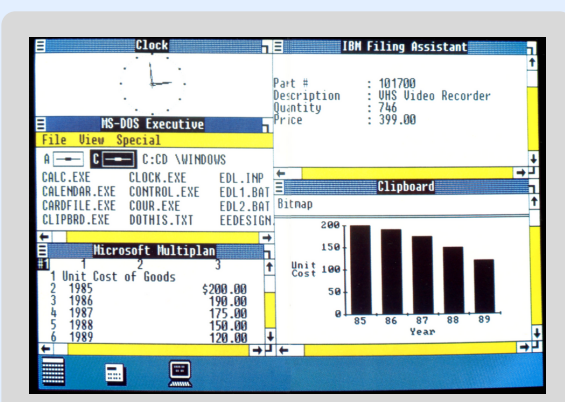 Clock
MS-DOS Executive
File View Special
A C C:CD \WINDOWS
CALC.EXE CLOCK.EXE EDL.INP
CALENDAR.EXE CONTROL.EXE EDL1.BAT
CARDFILE.EXE COUR.EXE EDL2.BAT
CLIPBRD.EXE DOTHIS.TXT EEDESIGN.
Microsoft Multiplan
#1 1 2 3
1 Unit Cost of Goods
2 1985 $200.00
3 1986 190.00
4 1987 175.00
5 1988 150.00
6 1989 120.00
IBM Filing Assistant
Part # : 101700
Description : VHS Video Recorder
Quantity : 746
Price : 399.00
Clipboard
Bitmap
200
150
Unit
Cost
100
50
0
85 86 87 88 89
Year